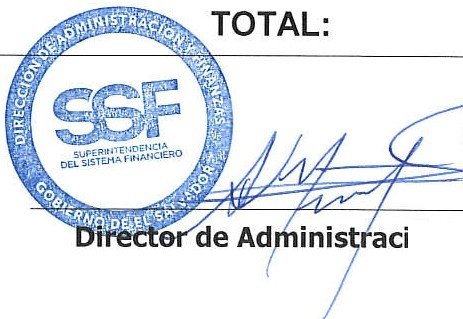 TOTAL:
DIRECCIÓN DE ADMINISTRACIÓN Y FINANZAS
SSF
SUPERINTENDENCIA
DEL SISTEMA FINANCIERO
GOBIERNO DE EL SALVADOR
Director de Administraci